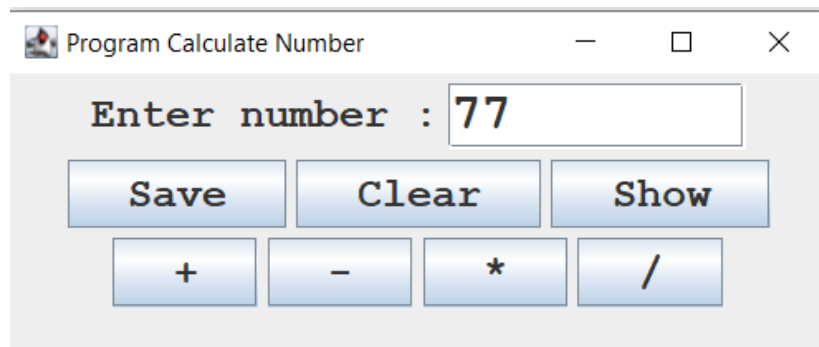 Program Calculate Number
Enter number : 77
Save Clear Show
+ - * /